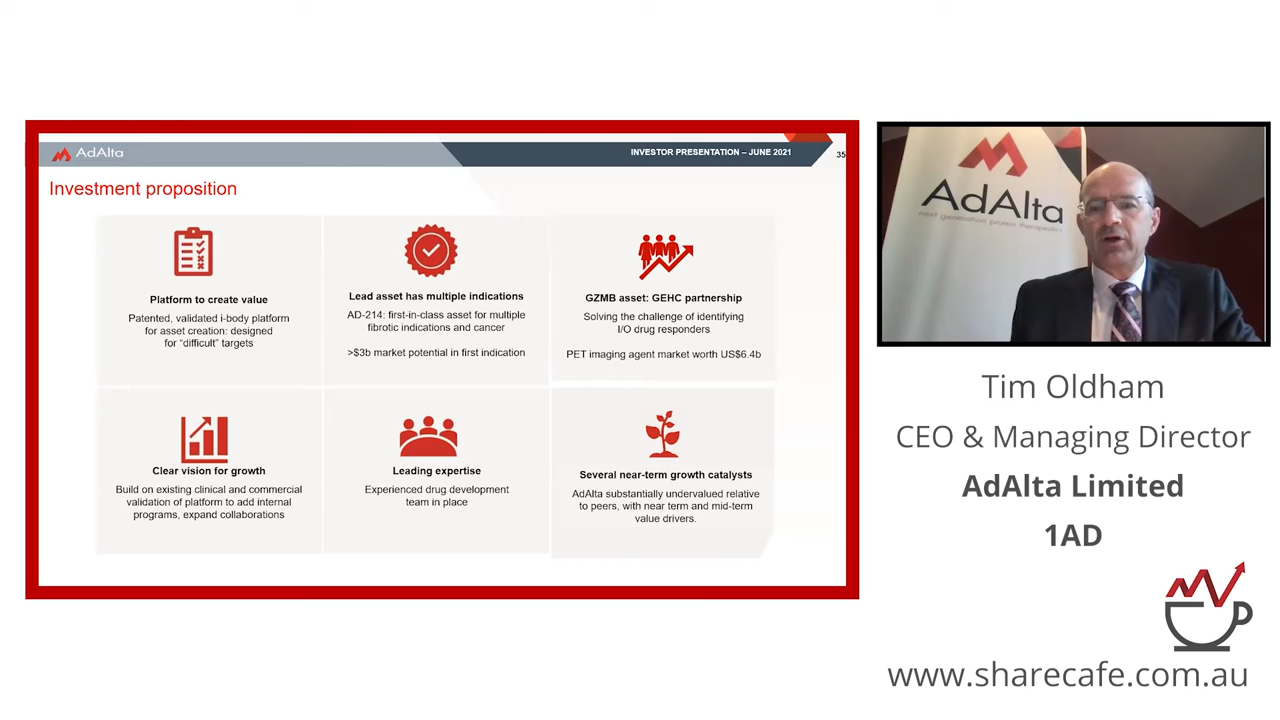 AdAlta
INVESTOR PRESENTATION – JUNE 2021
35
Investment proposition
Platform to create value
Patented, validated i-body platform
for asset creation: designed
for “difficult” targets
Lead asset has multiple indications
AD-214: first-in-class asset for multiple
fibrotic indications and cancer
>$3b market potential in first indication
GZMB asset: GEHC partnership
Solving the challenge of identifying
I/O drug responders
PET imaging agent market worth US$6.4b
Clear vision for growth
Build on existing clinical and commercial
validation of platform to add internal
programs, expand collaborations
Leading expertise
Experienced drug development
team in place
Several near-term growth catalysts
AdAlta substantially undervalued relative
to peers, with near term and mid-term
value drivers.
AdAlta
next generation protein therapeutics
Tim Oldham
CEO & Managing Director
AdAlta Limited
1AD
www.sharecafe.com.au